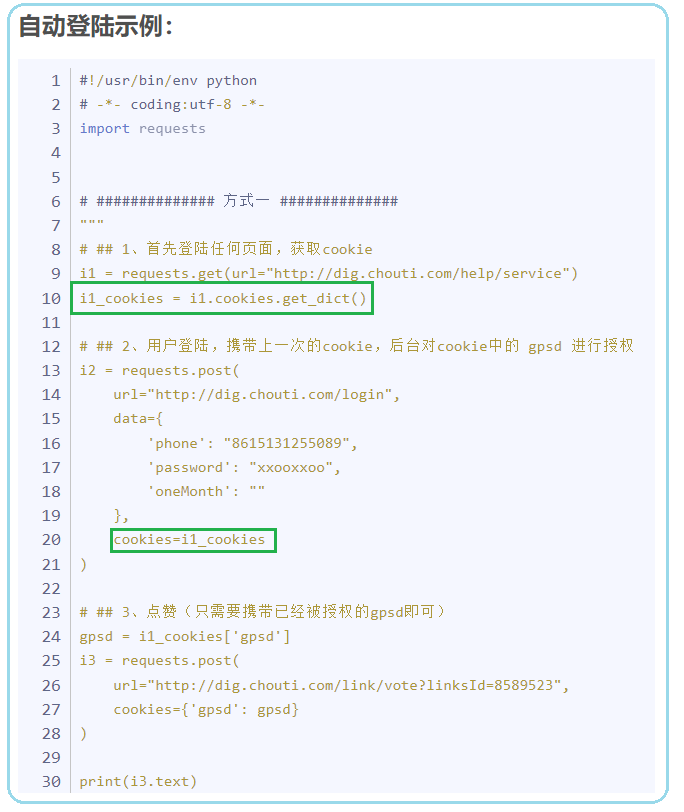 自动登陆示例：
1 #!/usr/bin/env python
2 # -*- coding:utf-8 -*-
3 import requests
4
5
6 # ############## 方式一 ##############
7 """
8 # ## 1、首先登陆任何页面，获取cookie
9 i1 = requests.get(url="http://dig.chouti.com/help/service")
10 i1_cookies = i1.cookies.get_dict()
11
12 # ## 2、用户登陆，携带上一次的cookie，后台对cookie中的 gpsd 进行授权
13 i2 = requests.post(
14     url="http://dig.chouti.com/login",
15     data={
16         'phone': "8615131255089",
17         'password': "xxooxxoo",
18         'oneMonth': ""
19     },
20     cookies=i1_cookies
21 )
22
23 # ## 3、点赞（只需要携带已经被授权的gpsd即可）
24 gpsd = i1_cookies['gpsd']
25 i3 = requests.post(
26     url="http://dig.chouti.com/link/vote?linksId=8589523",
27     cookies={'gpsd': gpsd}
28 )
29
30 print(i3.text)